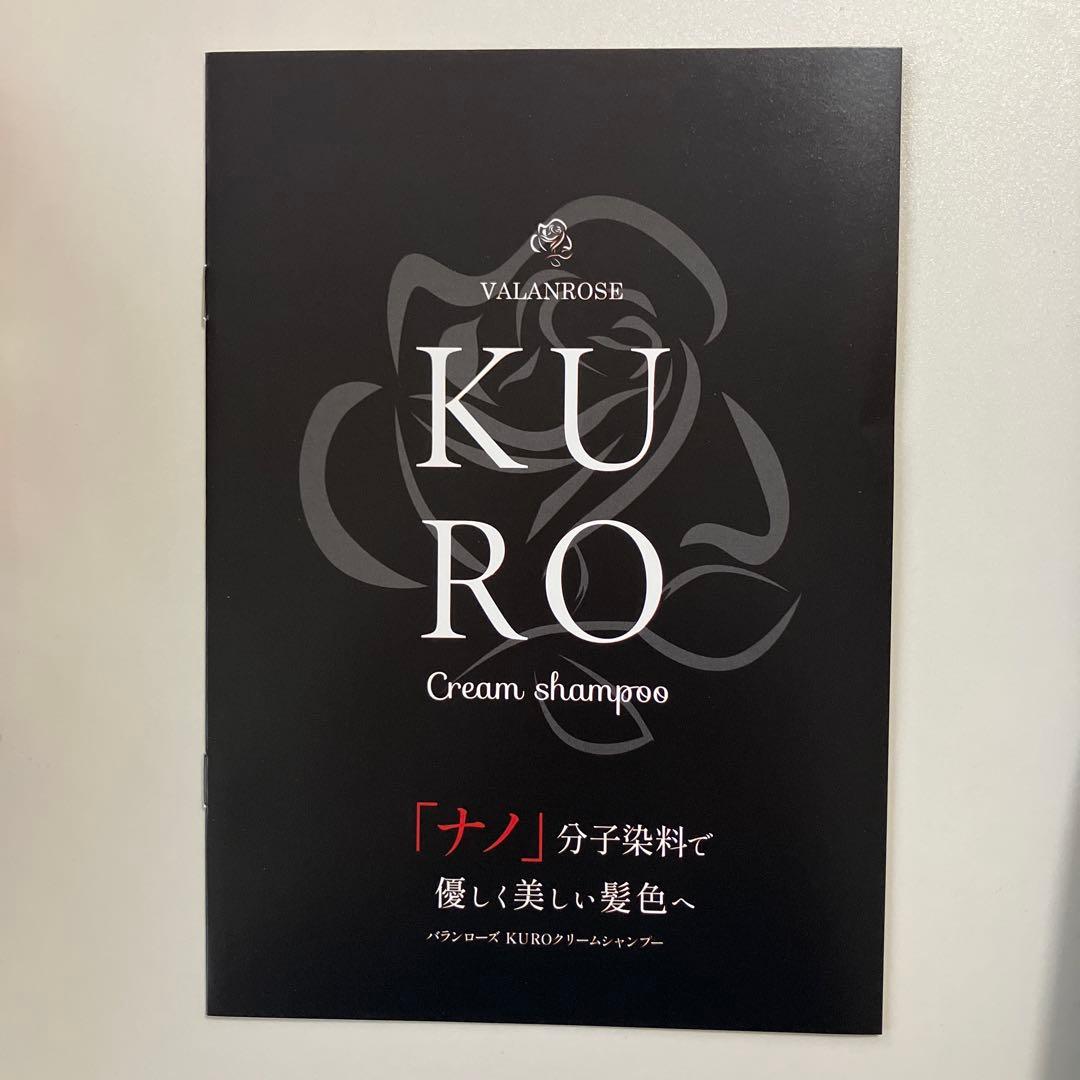 VALANROSE
KU
RO
Cream shampoo
「ナノ」分子染料で
優しく美しい髪色へ
バランローズ KUROクリームシャンプー